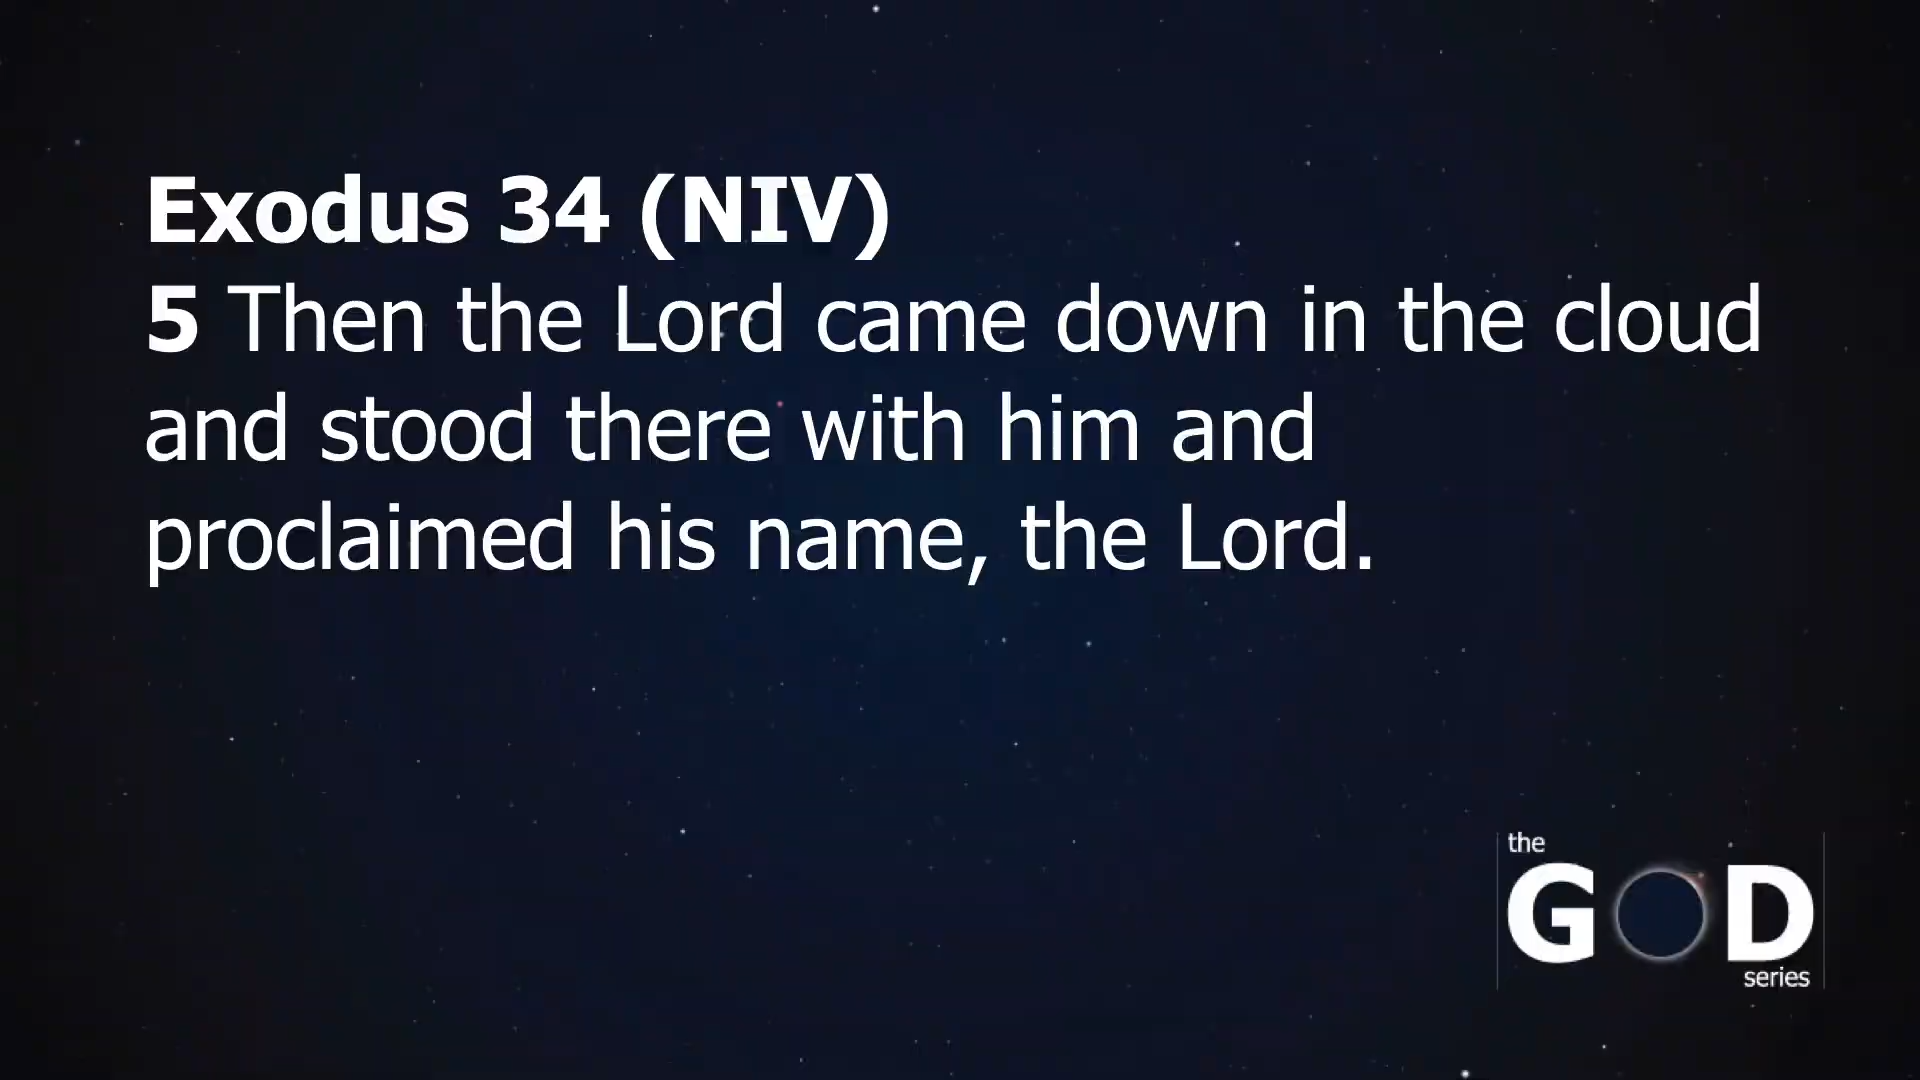 Exodus 34 (NIV)
5 Then the Lord came down in the cloud
and stood there with him and
proclaimed his name, the Lord.
the
GOD
series